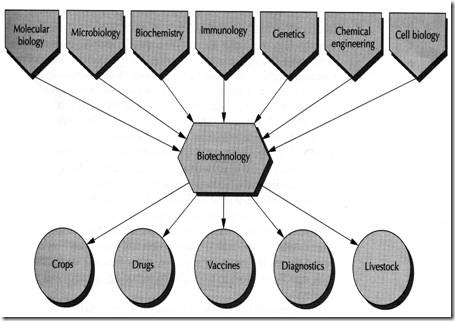 Molecular
biology
Microbiology
Biochemistry
Immunology
Genetics
Chemical
engineering
Cell biology
Biotechnology
Crops
Drugs
Vaccines
Diagnostics
Livestock